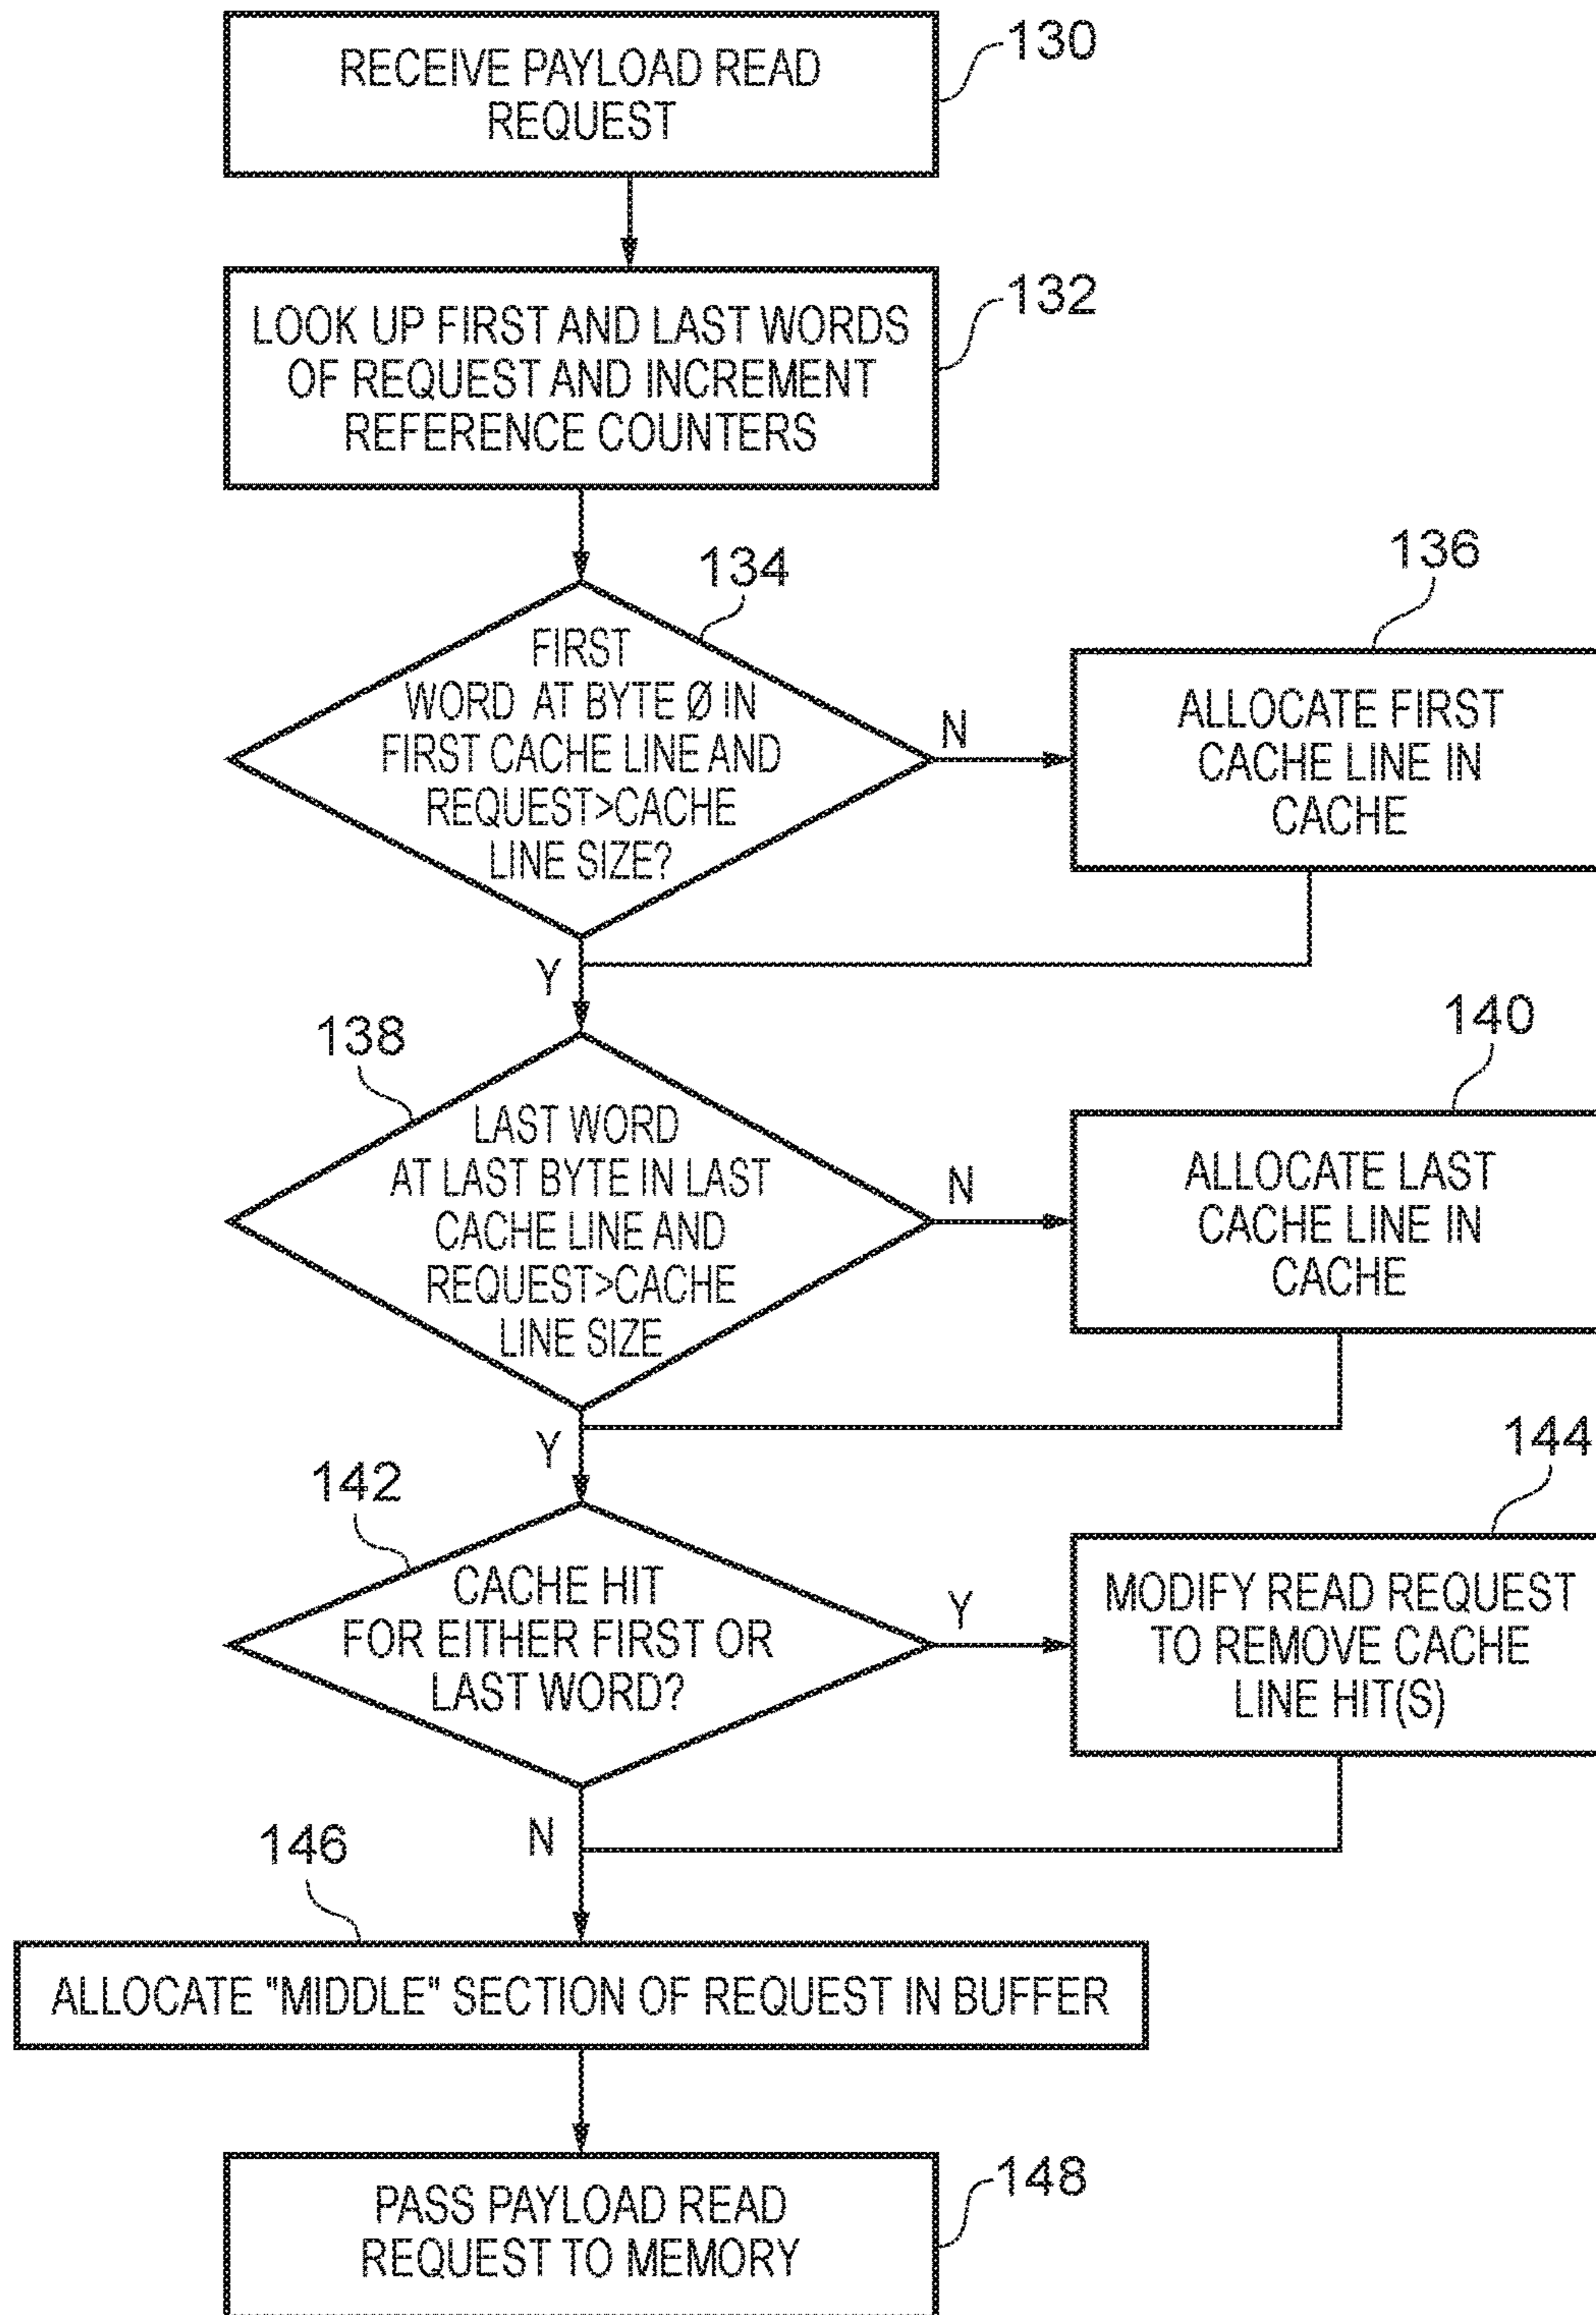 RECEIVE PAYLOAD READ
REQUEST
130
LOOK UP FIRST AND LAST WORDS
OF REQUEST AND INCREMENT
REFERENCE COUNTERS
132
134
FIRST
WORD AT BYTE Ø IN
FIRST CACHE LINE AND
REQUEST>CACHE
LINE SIZE?
N
136
ALLOCATE FIRST
CACHE LINE IN
CACHE
Y
138
LAST WORD
AT LAST BYTE IN LAST
CACHE LINE AND
REQUEST>CACHE
LINE SIZE
N
140
ALLOCATE LAST
CACHE LINE IN
CACHE
Y
142
CACHE HIT
FOR EITHER FIRST OR
LAST WORD?
Y
144
MODIFY READ REQUEST
TO REMOVE CACHE
LINE HIT(S)
N
146
ALLOCATE "MIDDLE" SECTION OF REQUEST IN BUFFER
PASS PAYLOAD READ
REQUEST TO MEMORY
148